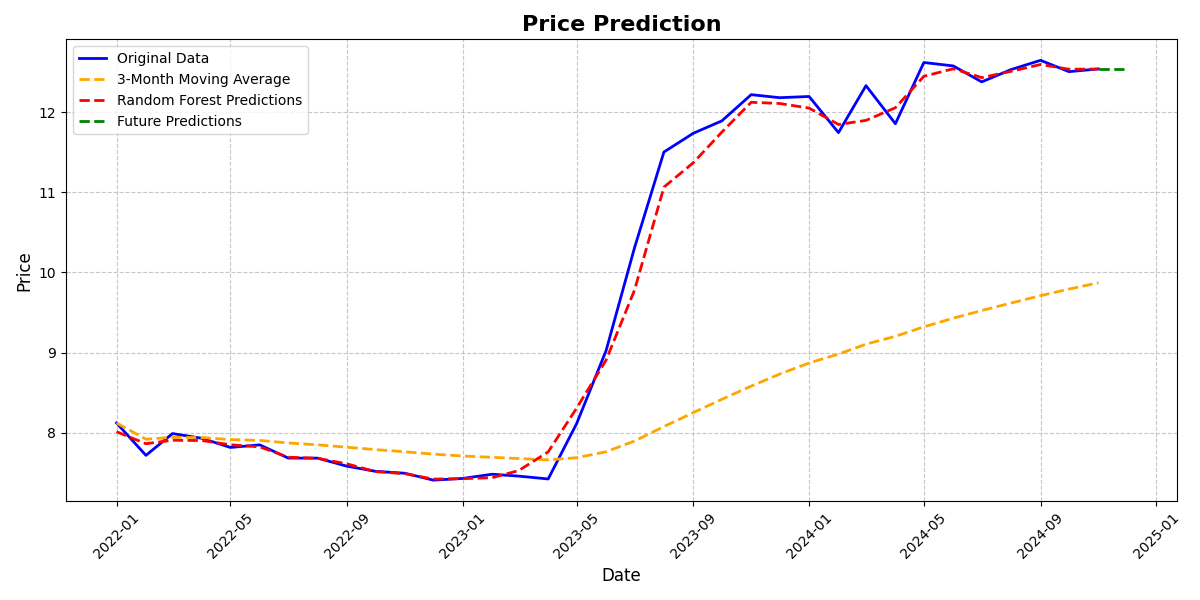 Price Prediction
Original Data
3-Month Moving Average
Random Forest Predictions
Future Predictions
Price
12
11
10
9
8
2022-01
2022-05
2022-09
2023-01
2023-05
2023-09
2024-01
2024-05
2024-09
2025-01
Date